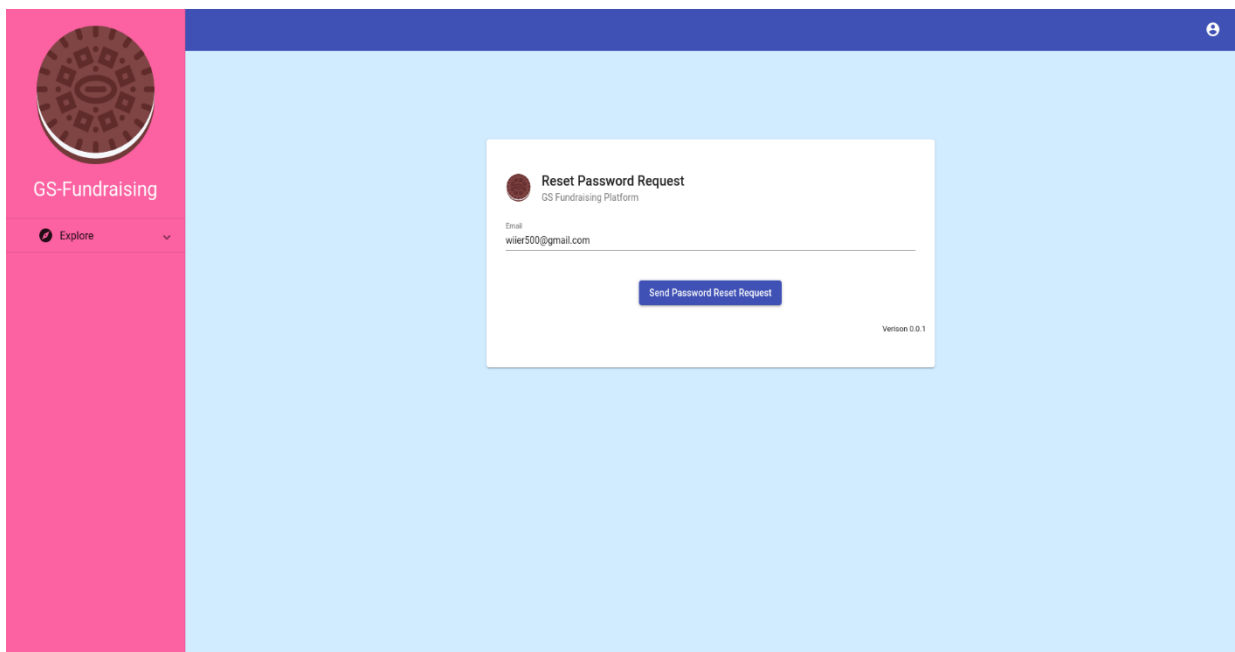 GS-Fundraising
Explore
Reset Password Request
GS Fundraising Platform
Email
wiier500@gmail.com
Send Password Reset Request
Verison 0.0.1